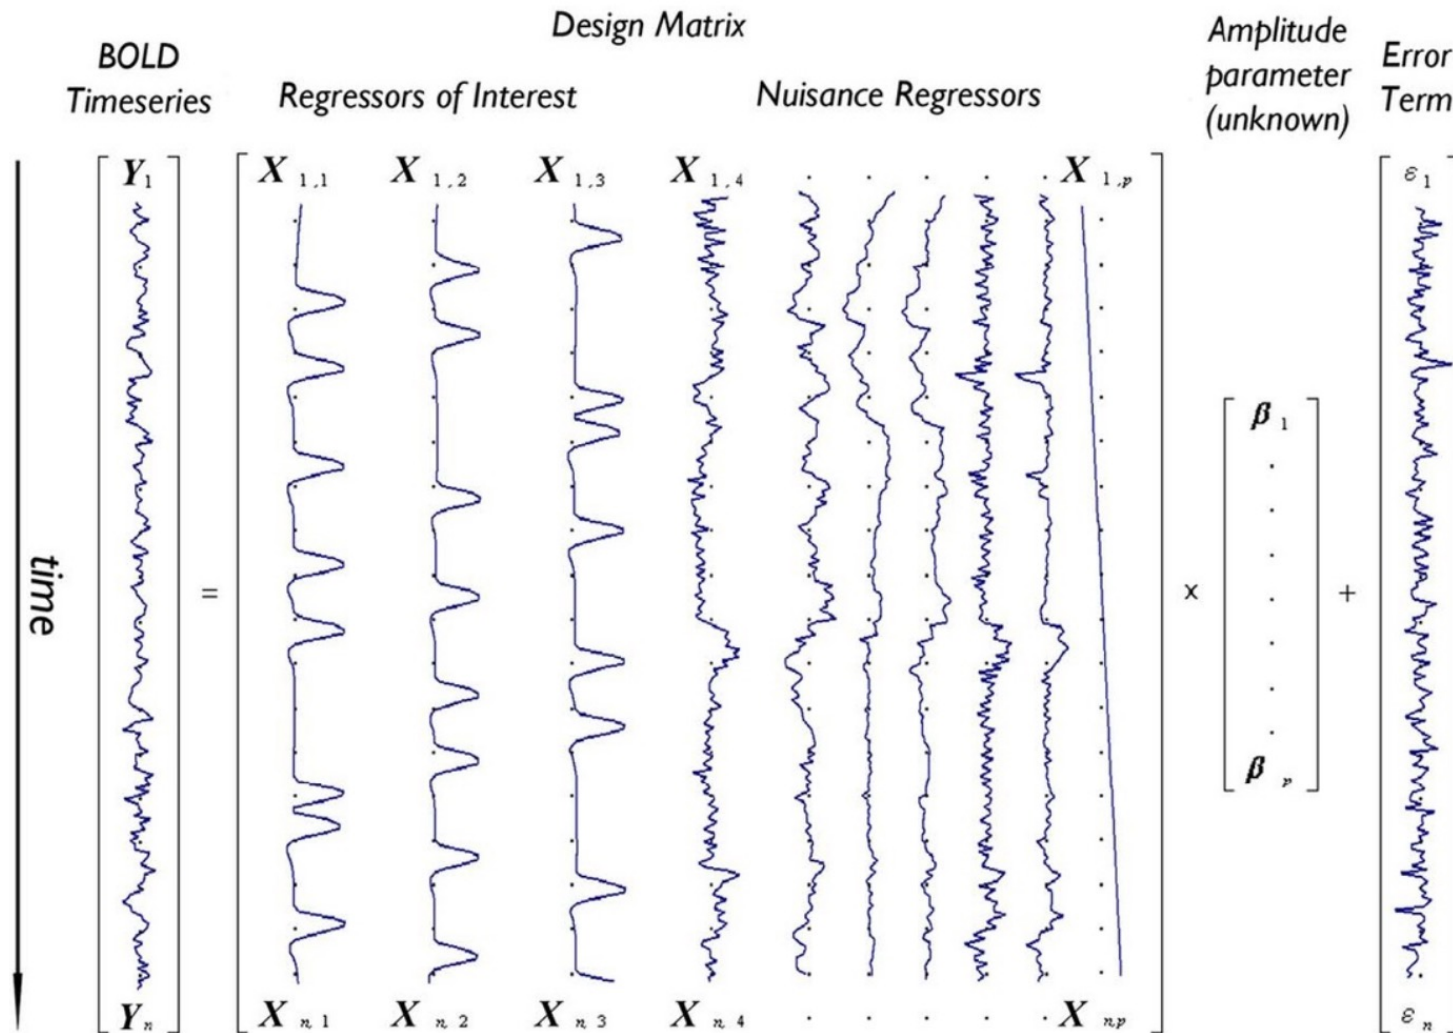 Design Matrix
BOLD
Timeseries
Regressors of Interest
Nuisance Regressors
Amplitude
parameter
(unknown)
Error
Term
time
Y1 X1,1 X1,2 X1,3 X1,4 X1,p ε1
β1
= x +
βp
Yn Xn,1 Xn,2 Xn,3 Xn,4 Xn,p εn